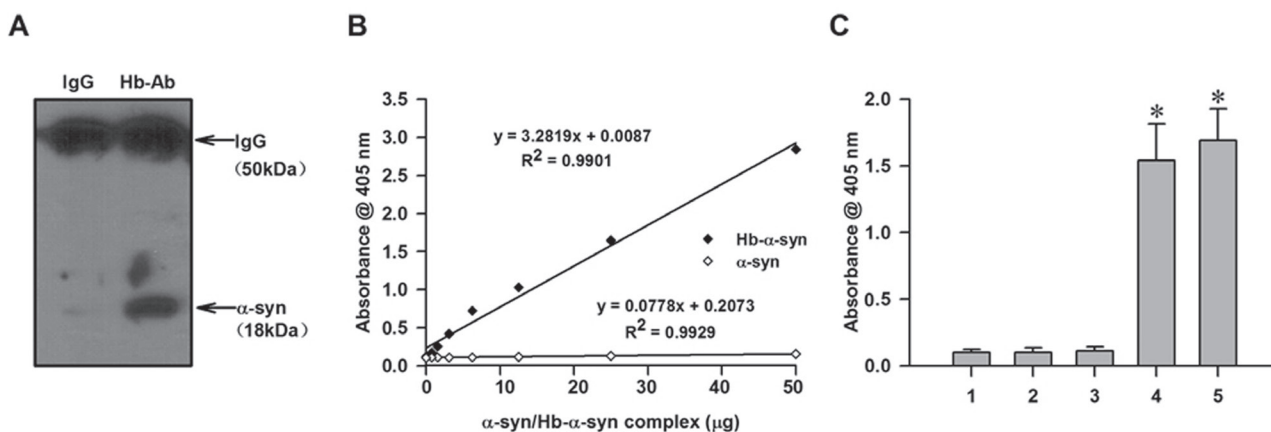 A
IgG Hb-Ab
IgG
(50kDa)
α-syn
(18kDa)
B
Absorbance @ 405 nm
3.5
3.0
2.5
2.0
1.5
1.0
0.5
0.0
y = 3.2819x + 0.0087
R² = 0.9901
Hb-α-syn
α-syn
y = 0.0778x + 0.2073
R² = 0.9929
0 10 20 30 40 50
α-syn/Hb-α-syn complex (μg)
C
Absorbance @ 405 nm
2.0
1.5
1.0
0.5
0.0
* *
1 2 3 4 5